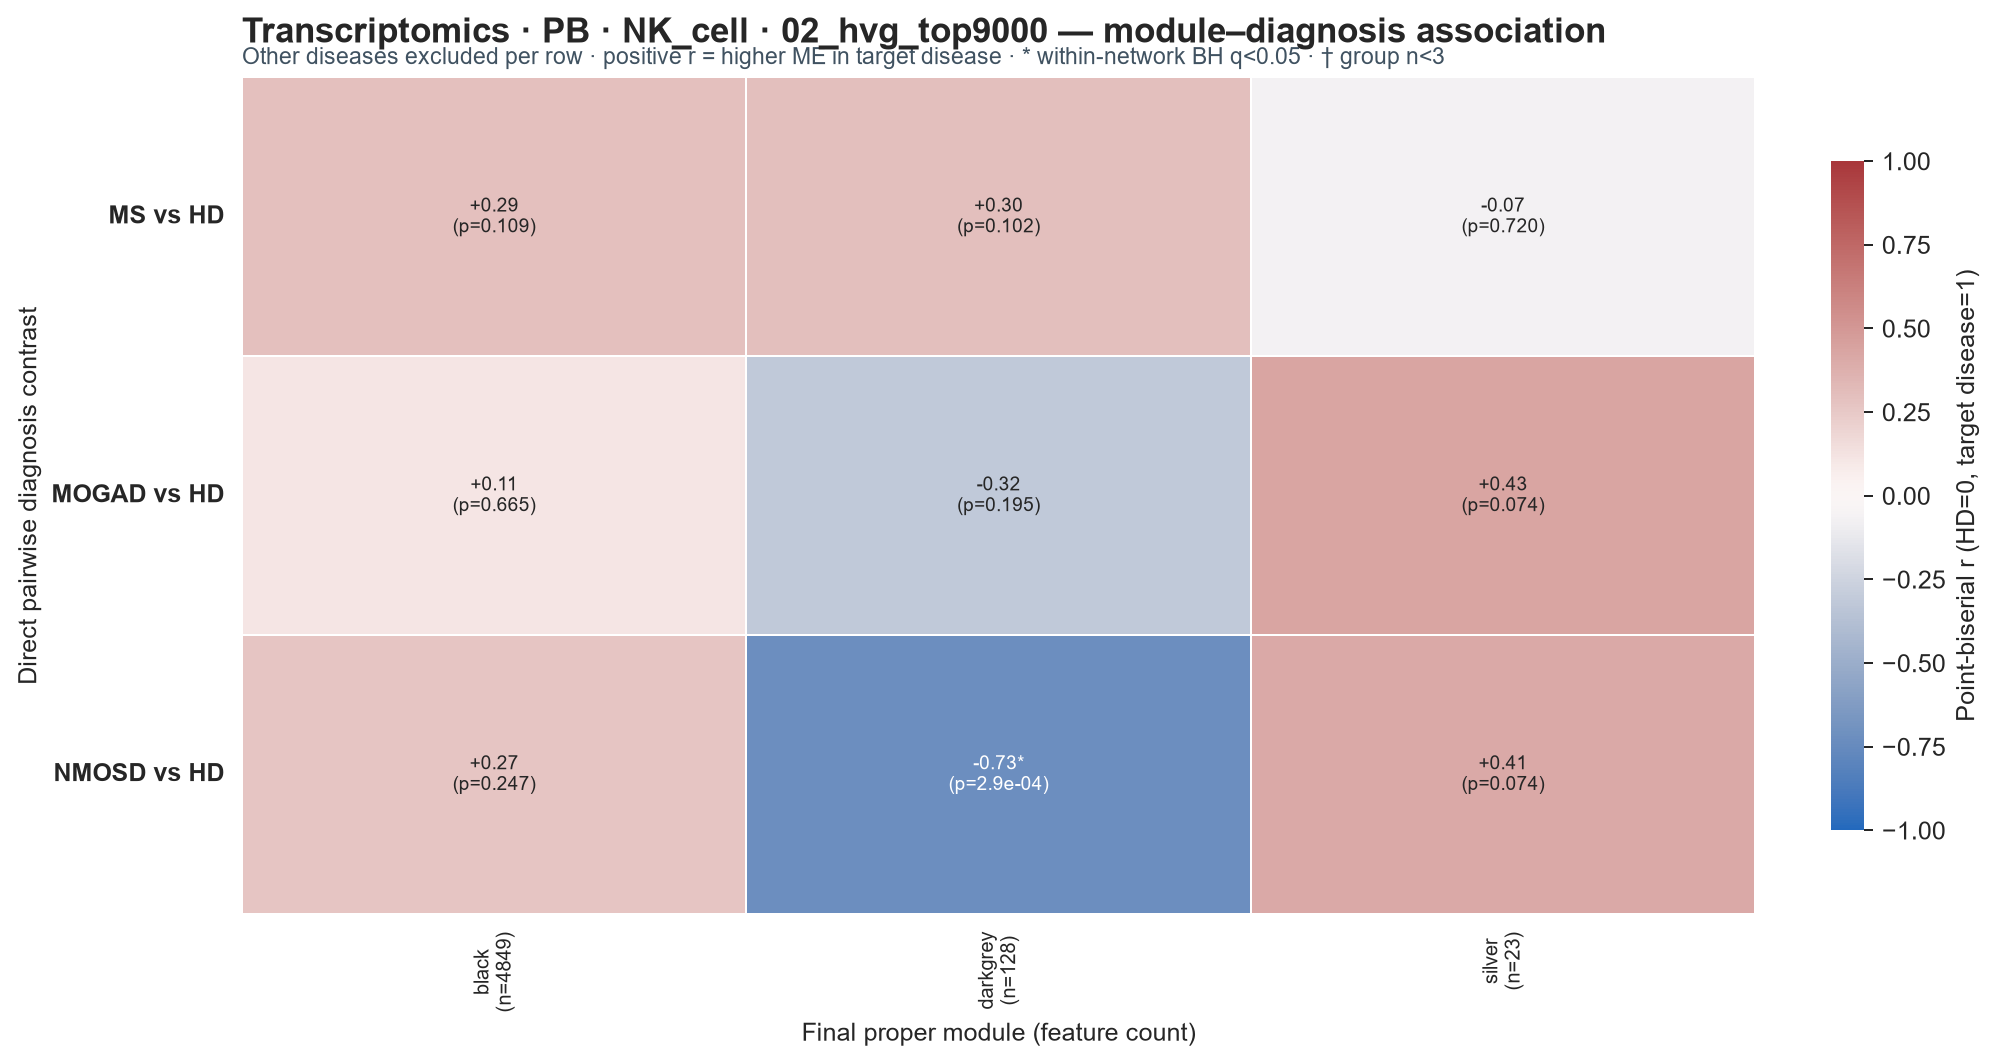 Transcriptomics · PB · NK_cell · 02_hvg_top9000 — module–diagnosis association
Other diseases excluded per row · positive r = higher ME in target disease · * within-network BH q<0.05 · † group n<3
Direct pairwise diagnosis contrast
MS vs HD
+0.29
(p=0.109)
+0.30
(p=0.102)
-0.07
(p=0.720)
MOGAD vs HD
+0.11
(p=0.665)
-0.32
(p=0.195)
+0.43
(p=0.074)
NMOSD vs HD
+0.27
(p=0.247)
-0.73*
(p=2.9e-04)
+0.41
(p=0.074)
black
(n=4849)
darkgrey
(n=128)
silver
(n=23)
Final proper module (feature count)
1.00
0.75
0.50
0.25
0.00
−0.25
−0.50
−0.75
−1.00
Point-biserial r (HD=0, target disease=1)